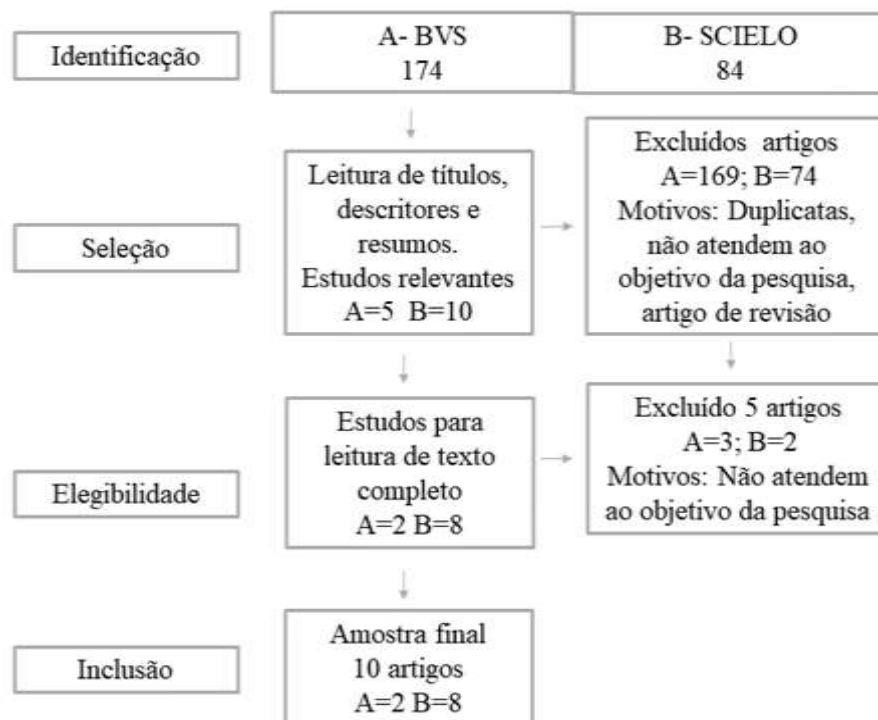 Identificação
A- BVS
174
B- SCIELO
84
Seleção
Leitura de títulos,
descritores e
resumos.
Estudos relevantes
A=5 B=10
Excluídos artigos
A=169; B=74
Motivos: Duplicatas,
não atendem ao
objetivo da pesquisa,
artigo de revisão
Elegibilidade
Estudos para
leitura de texto
completo
A=2 B=8
Excluído 5 artigos
A=3; B=2
Motivos: Não atendem
ao objetivo da pesquisa
Inclusão
Amostra final
10 artigos
A=2 B=8